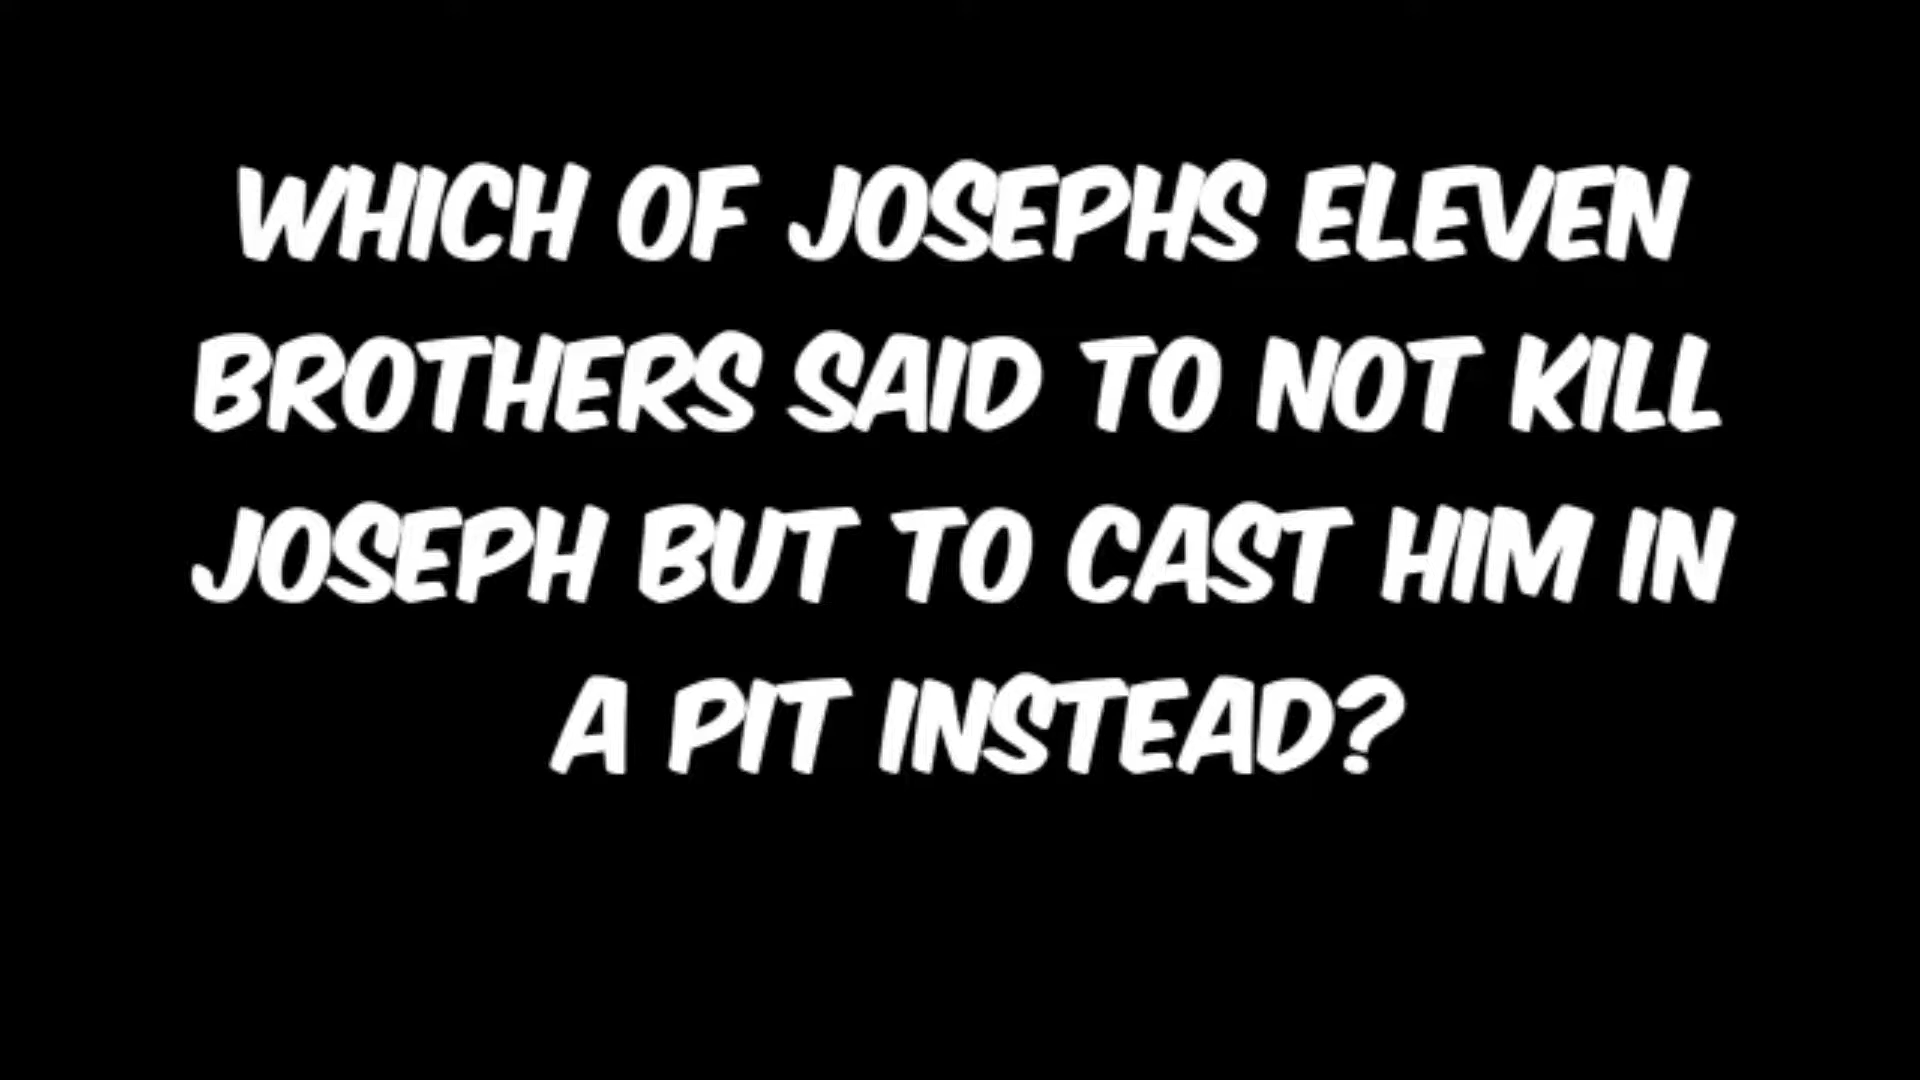 WHICH OF JOSEPHS ELEVEN
BROTHERS SAID TO NOT KILL
JOSEPH BUT TO CAST HIM IN
A PIT INSTEAD?